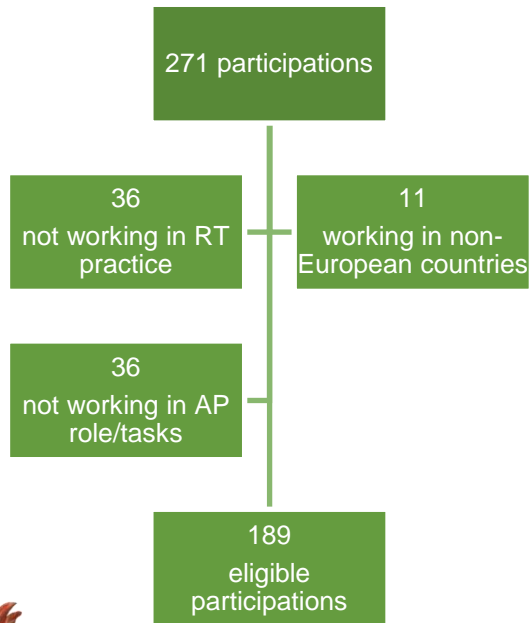 271 participations
36
not working in RT
practice
11
working in non-
European countries
36
not working in AP
role/tasks
189
eligible
participations